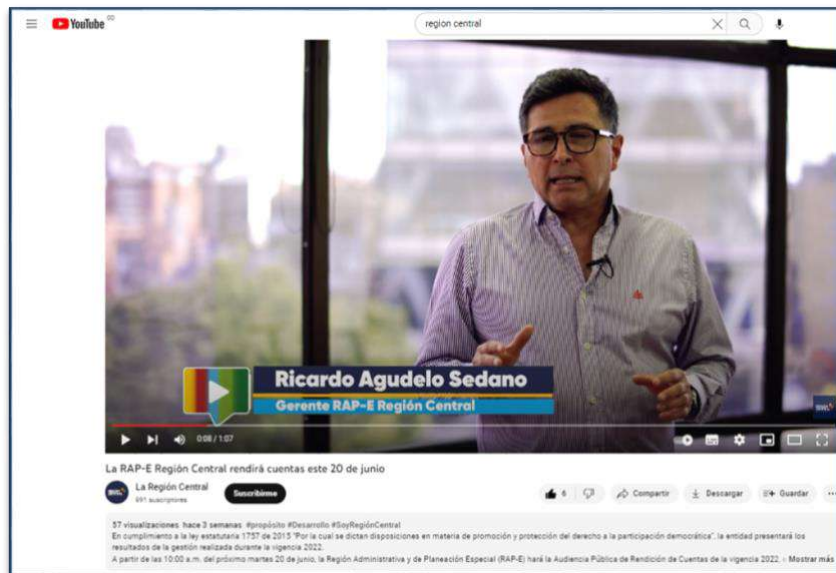 YouTube CO
region central
Ricardo Agudelo Sedano
Gerente RAP-E Región Central
0:08 / 1:07
La RAP-E Región Central rendirá cuentas este 20 de junio
La Región Central
691 suscriptores
Suscribirme
6
Compartir
Descargar
Guardar
57 visualizaciones hace 3 semanas #propósito #Desarrollo #SoyRegiónCentral
En cumplimiento a la ley estatutaria 1757 de 2015 "Por la cual se dictan disposiciones en materia de promoción y protección del derecho a la participación democrática", la entidad presentará los
resultados de la gestión realizada durante la vigencia 2022.
A partir de las 10:00 a.m. del próximo martes 20 de junio, la Región Administrativa y de Planeación Especial (RAP-E) hará la Audiencia Pública de Rendición de Cuentas de la vigencia 2022. Mostrar más